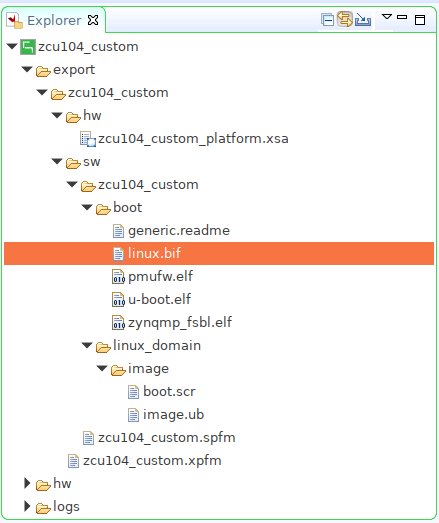 Explorer
zcu104_custom
export
zcu104_custom
hw
zcu104_custom_platform.xsa
sw
zcu104_custom
boot
generic.readme
linux.bif
pmufw.elf
u-boot.elf
zynqmp_fsbl.elf
linux_domain
image
boot.scr
image.ub
zcu104_custom.spfm
zcu104_custom.xpfm
hw
logs